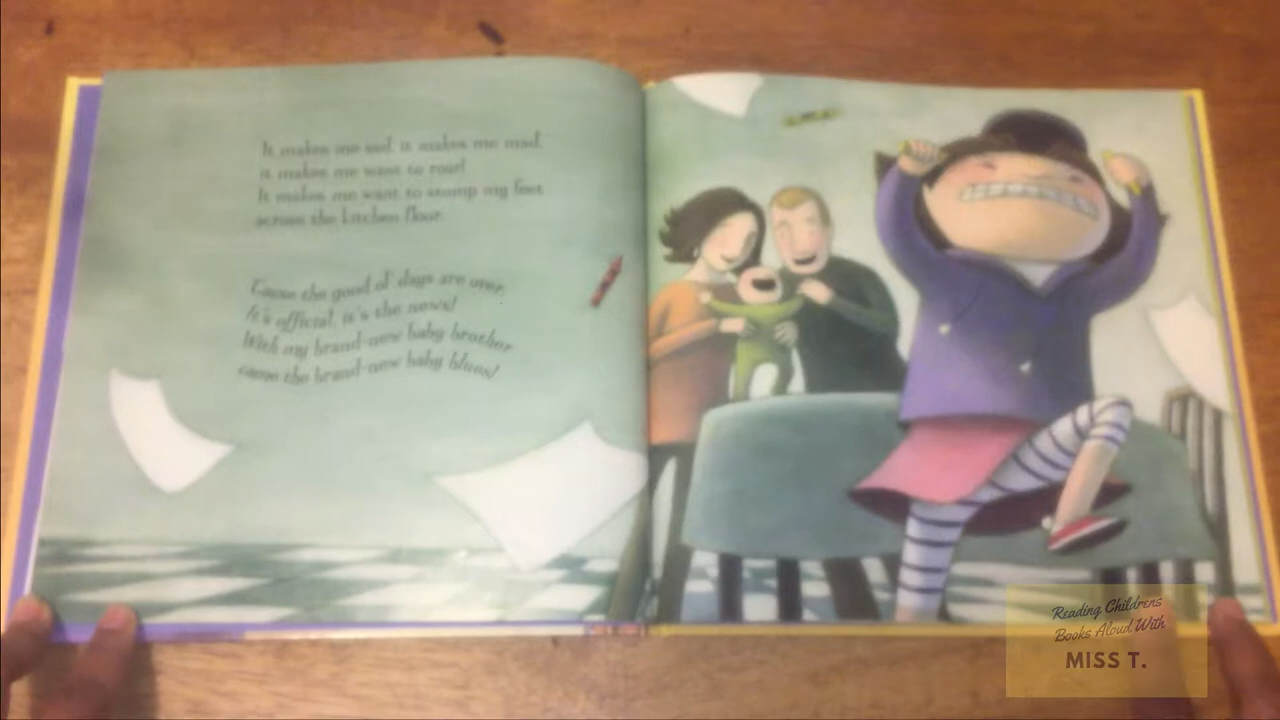 It makes me sad, it makes me mad,
it makes me want to roar!
It makes me want to stomp my feet
across the kitchen floor.
'Cause the good ol' days are over.
It's official, it's the news!
With my brand-new baby brother
came the brand-new baby blues!
Reading Childrens
Books Aloud With
MISS T.